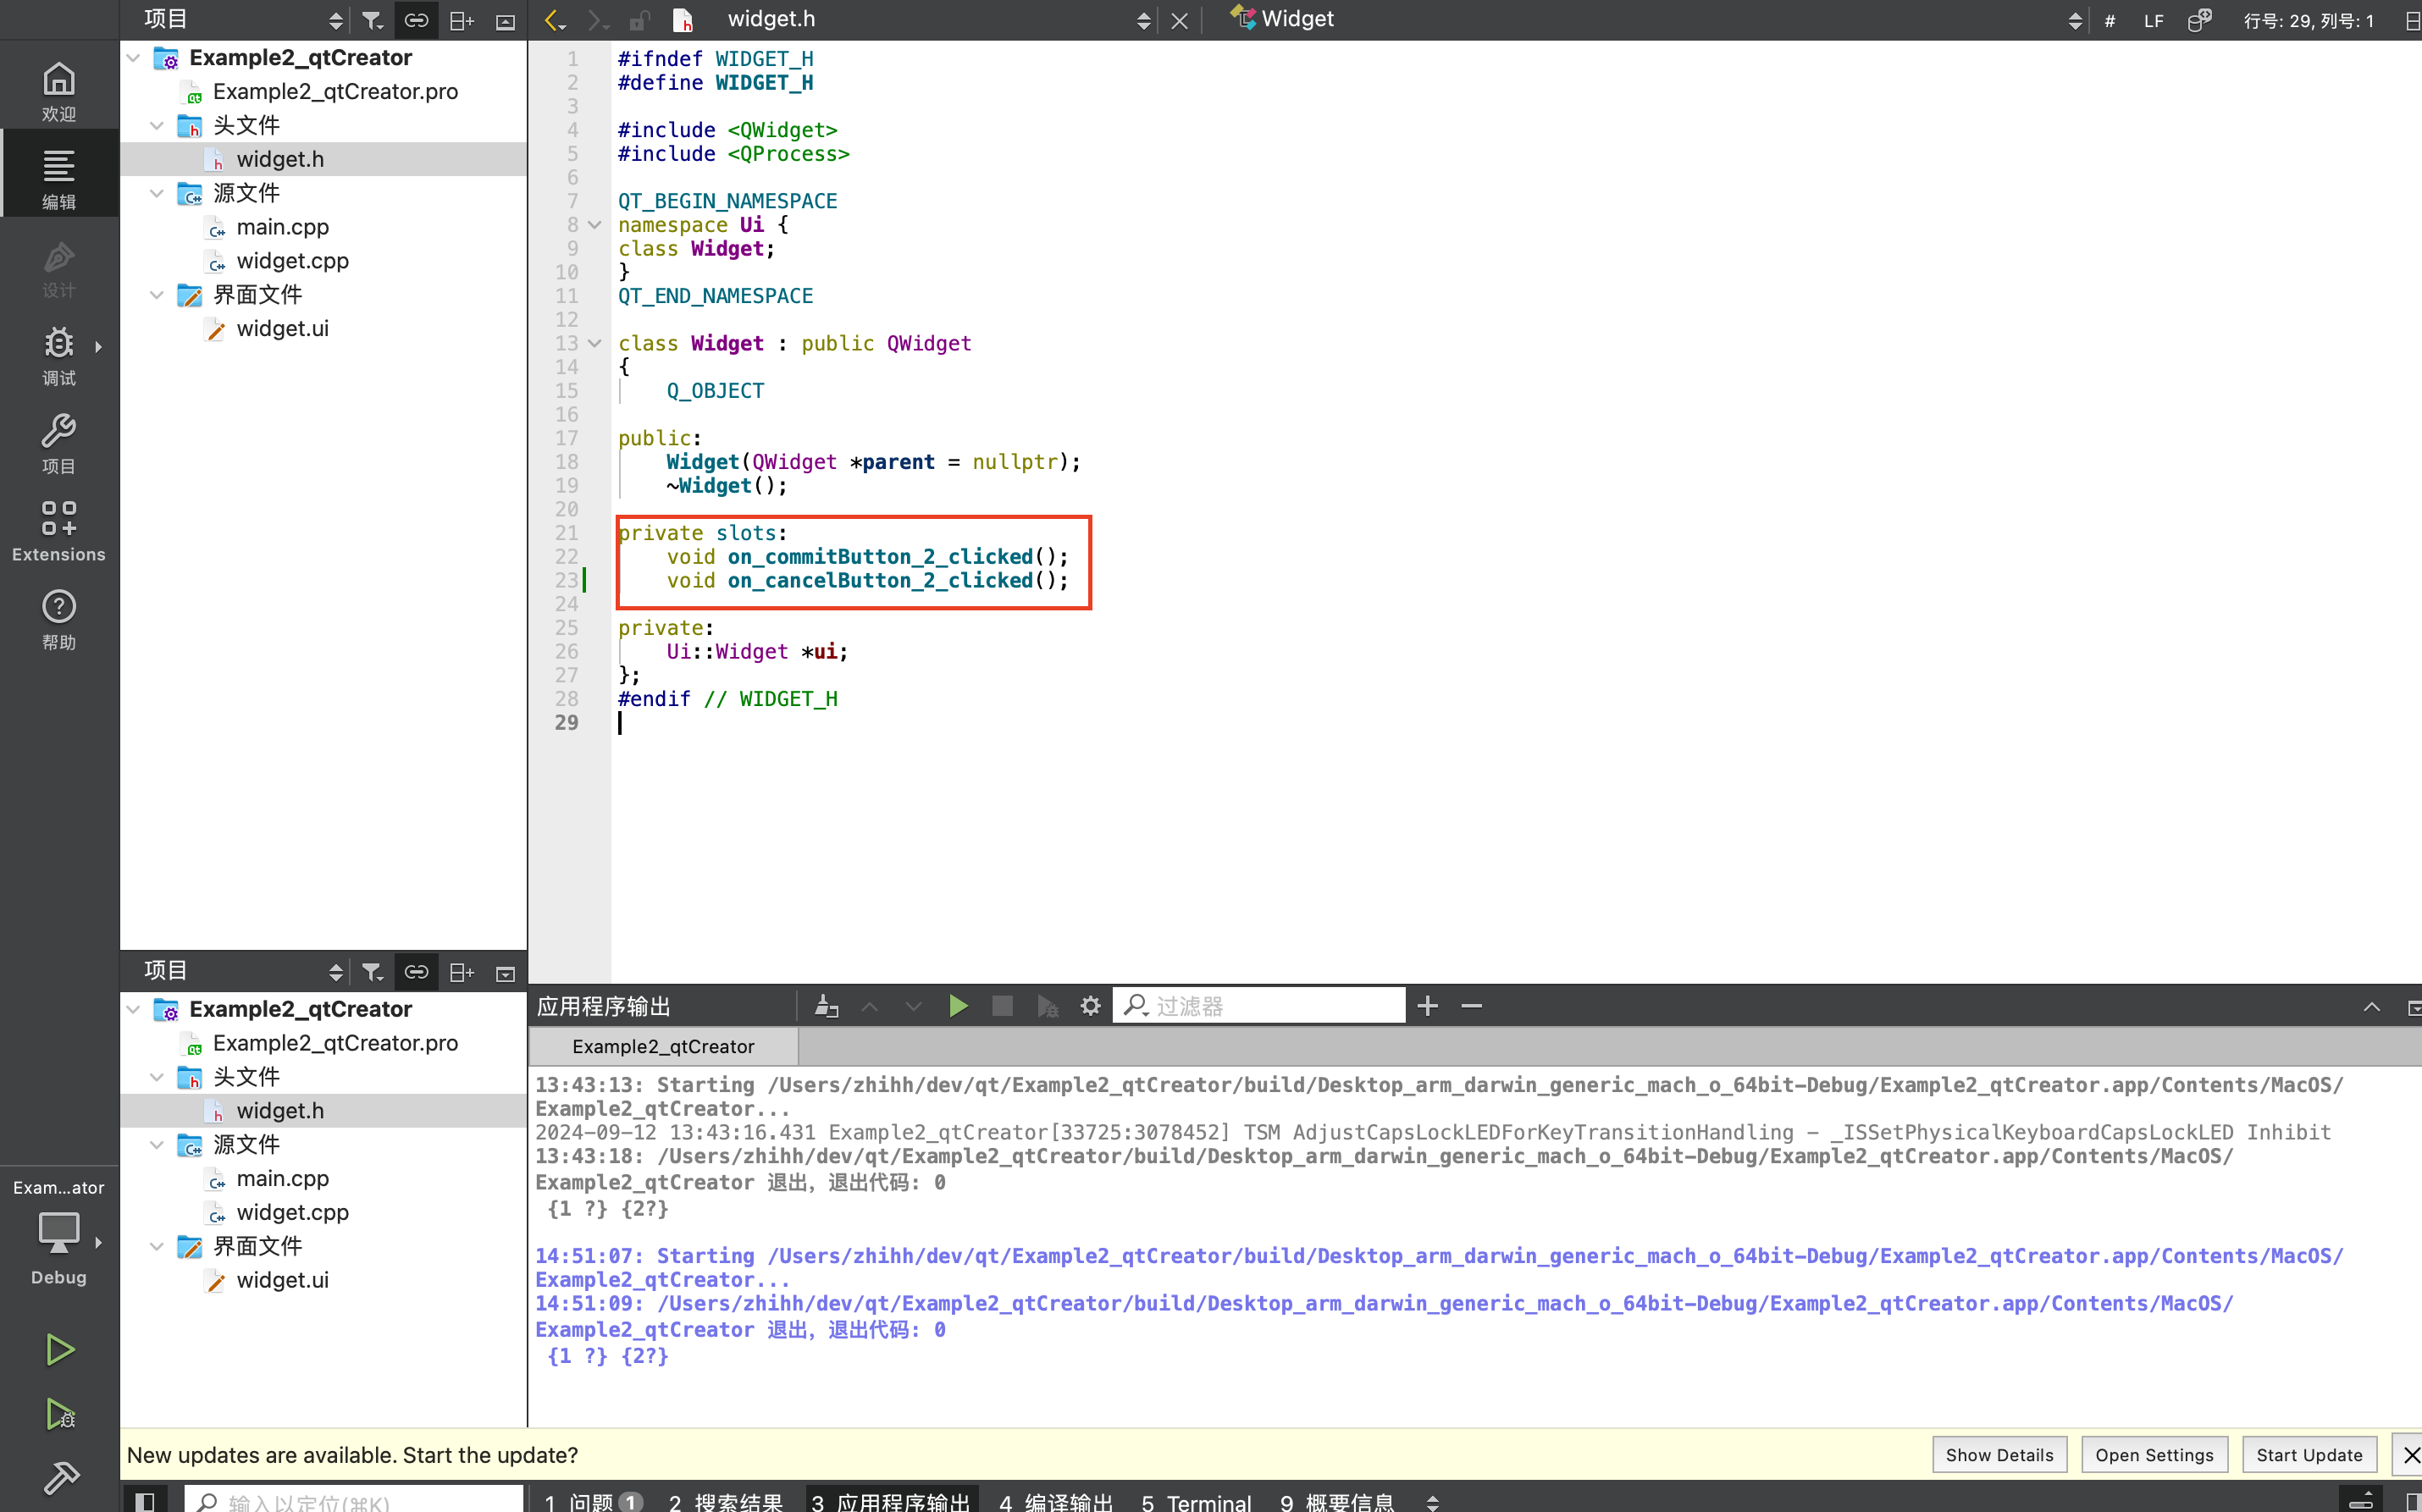 项目
widget.h
Widget
#
LF
行号: 29, 列号: 1
欢迎
编辑
设计
调试
项目
Extensions
帮助
Exam...ator
Debug
Example2_qtCreator
Example2_qtCreator.pro
头文件
widget.h
源文件
main.cpp
widget.cpp
界面文件
widget.ui
1 #ifndef WIDGET_H
2 #define WIDGET_H
3
4 #include <QWidget>
5 #include <QProcess>
6
7 QT_BEGIN_NAMESPACE
8 namespace Ui {
9 class Widget;
10 }
11 QT_END_NAMESPACE
12
13 class Widget : public QWidget
14 {
15     Q_OBJECT
16
17 public:
18     Widget(QWidget *parent = nullptr);
19     ~Widget();
20
21 private slots:
22     void on_commitButton_2_clicked();
23     void on_cancelButton_2_clicked();
24
25 private:
26     Ui::Widget *ui;
27 };
28 #endif // WIDGET_H
29
项目
Example2_qtCreator
Example2_qtCreator.pro
头文件
widget.h
源文件
main.cpp
widget.cpp
界面文件
widget.ui
应用程序输出
过滤器
Example2_qtCreator
13:43:13: Starting /Users/zhihh/dev/qt/Example2_qtCreator/build/Desktop_arm_darwin_generic_mach_o_64bit-Debug/Example2_qtCreator.app/Contents/MacOS/
Example2_qtCreator...
2024-09-12 13:43:16.431 Example2_qtCreator[33725:3078452] TSM AdjustCapsLockLEDForKeyTransitionHandling - _ISSetPhysicalKeyboardCapsLockLED Inhibit
13:43:18: /Users/zhihh/dev/qt/Example2_qtCreator/build/Desktop_arm_darwin_generic_mach_o_64bit-Debug/Example2_qtCreator.app/Contents/MacOS/
Example2_qtCreator 退出，退出代码: 0
{1 ?} {2?}
14:51:07: Starting /Users/zhihh/dev/qt/Example2_qtCreator/build/Desktop_arm_darwin_generic_mach_o_64bit-Debug/Example2_qtCreator.app/Contents/MacOS/
Example2_qtCreator...
14:51:09: /Users/zhihh/dev/qt/Example2_qtCreator/build/Desktop_arm_darwin_generic_mach_o_64bit-Debug/Example2_qtCreator.app/Contents/MacOS/
Example2_qtCreator 退出，退出代码: 0
{1 ?} {2?}
New updates are available. Start the update?
Show Details
Open Settings
Start Update
输入以定位(⌘K)
1 问题 1
2 搜索结果
3 应用程序输出
4 编译输出
5 Terminal
9 概要信息